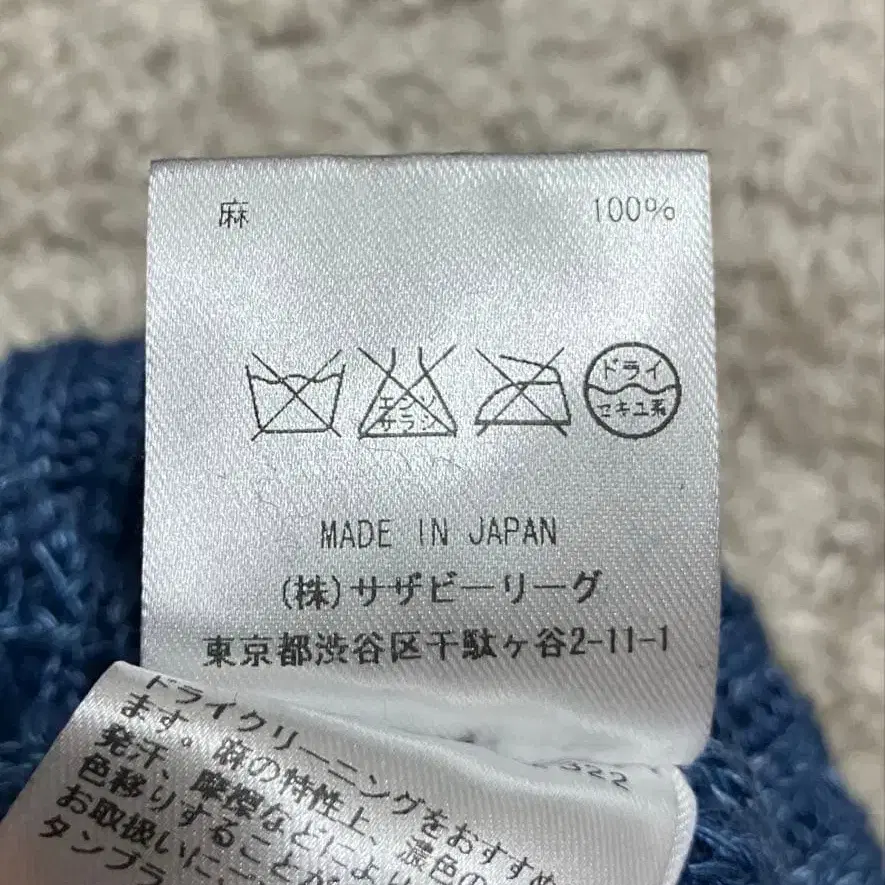 麻 100%
エンソ サラシ
ドライ セキユ系
MADE IN JAPAN
(株)サザビーリーグ
東京都渋谷区千駄ヶ谷2-11-1
322
ドライクリーニングをおすすめ
ます。麻の特性上、濃色の
発汗、摩擦などにより
色移りすることが
お取扱いに
タンブラ